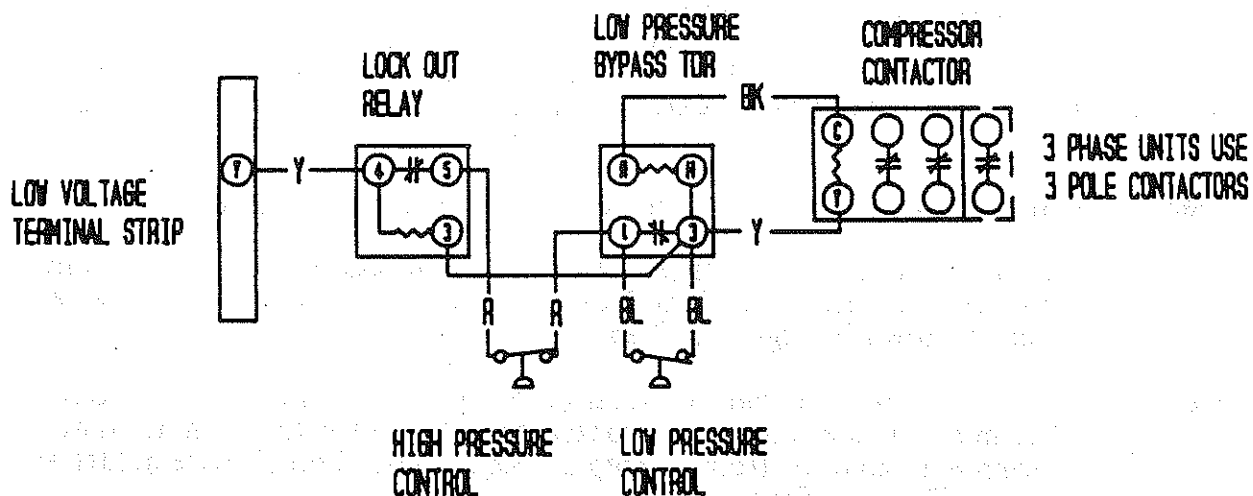 LOW PRESSURE
BYPASS TDR
COMPRESSOR
CONTACTOR
LOCK OUT
RELAY
BK
C
3 PHASE UNITS USE
3 POLE CONTACTORS
Y
Y
4
5
LOW VOLTAGE
TERMINAL STRIP
3
1
3
Y
R
R
BL
BL
HIGH PRESSURE
CONTROL
LOW PRESSURE
CONTROL